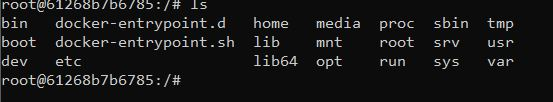 root@61268b7b6785:/# ls
bin   docker-entrypoint.d   home   media  proc  sbin  tmp
boot  docker-entrypoint.sh  lib    mnt    root  srv   usr
dev   etc                   lib64  opt    run   sys   var
root@61268b7b6785:/#